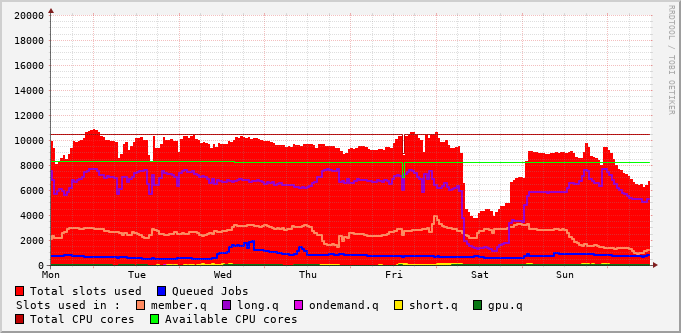 20000
18000
16000
14000
12000
10000
8000
6000
4000
2000
0
Mon Tue Wed Thu Fri Sat Sun
Total slots used Queued Jobs
Slots used in : member.q long.q ondemand.q short.q gpu.q
Total CPU cores Available CPU cores
RRDTOOL / TOBI OETIKER